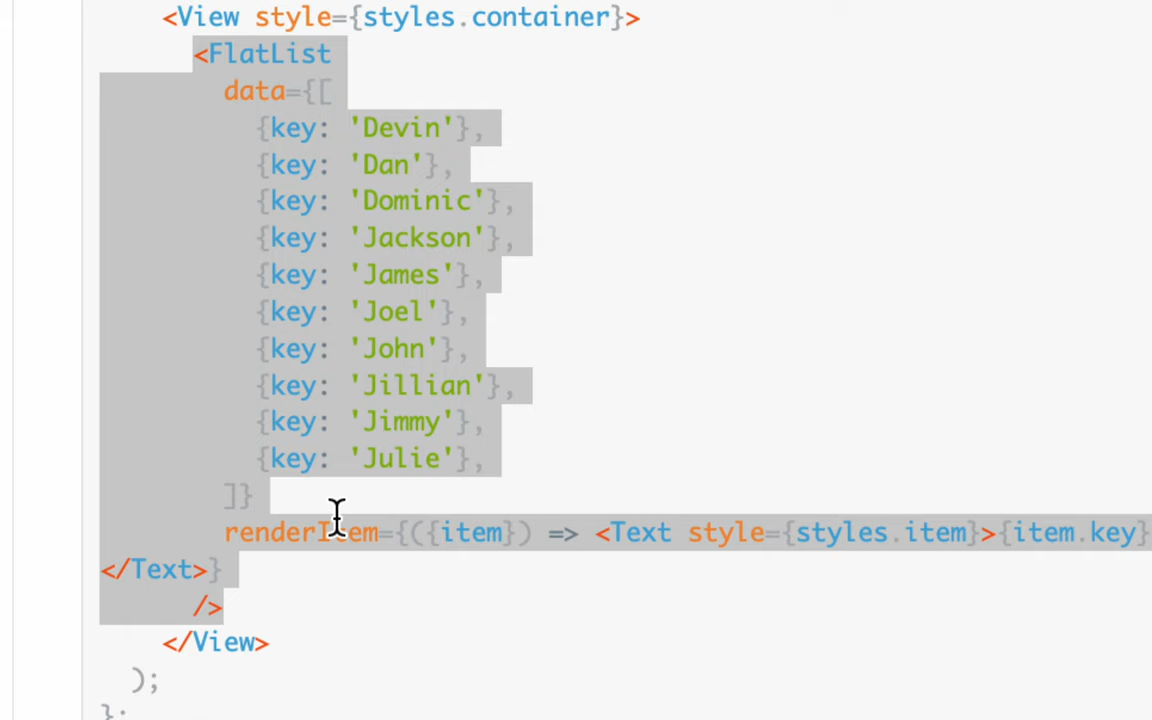 <View style={styles.container}>
<FlatList
data={[
{key: 'Devin'},
{key: 'Dan'},
{key: 'Dominic'},
{key: 'Jackson'},
{key: 'James'},
{key: 'Joel'},
{key: 'John'},
{key: 'Jillian'},
{key: 'Jimmy'},
{key: 'Julie'},
]}
renderItem={({item}) => <Text style={styles.item}>{item.key}
</Text>}
/>
</View>
);
};